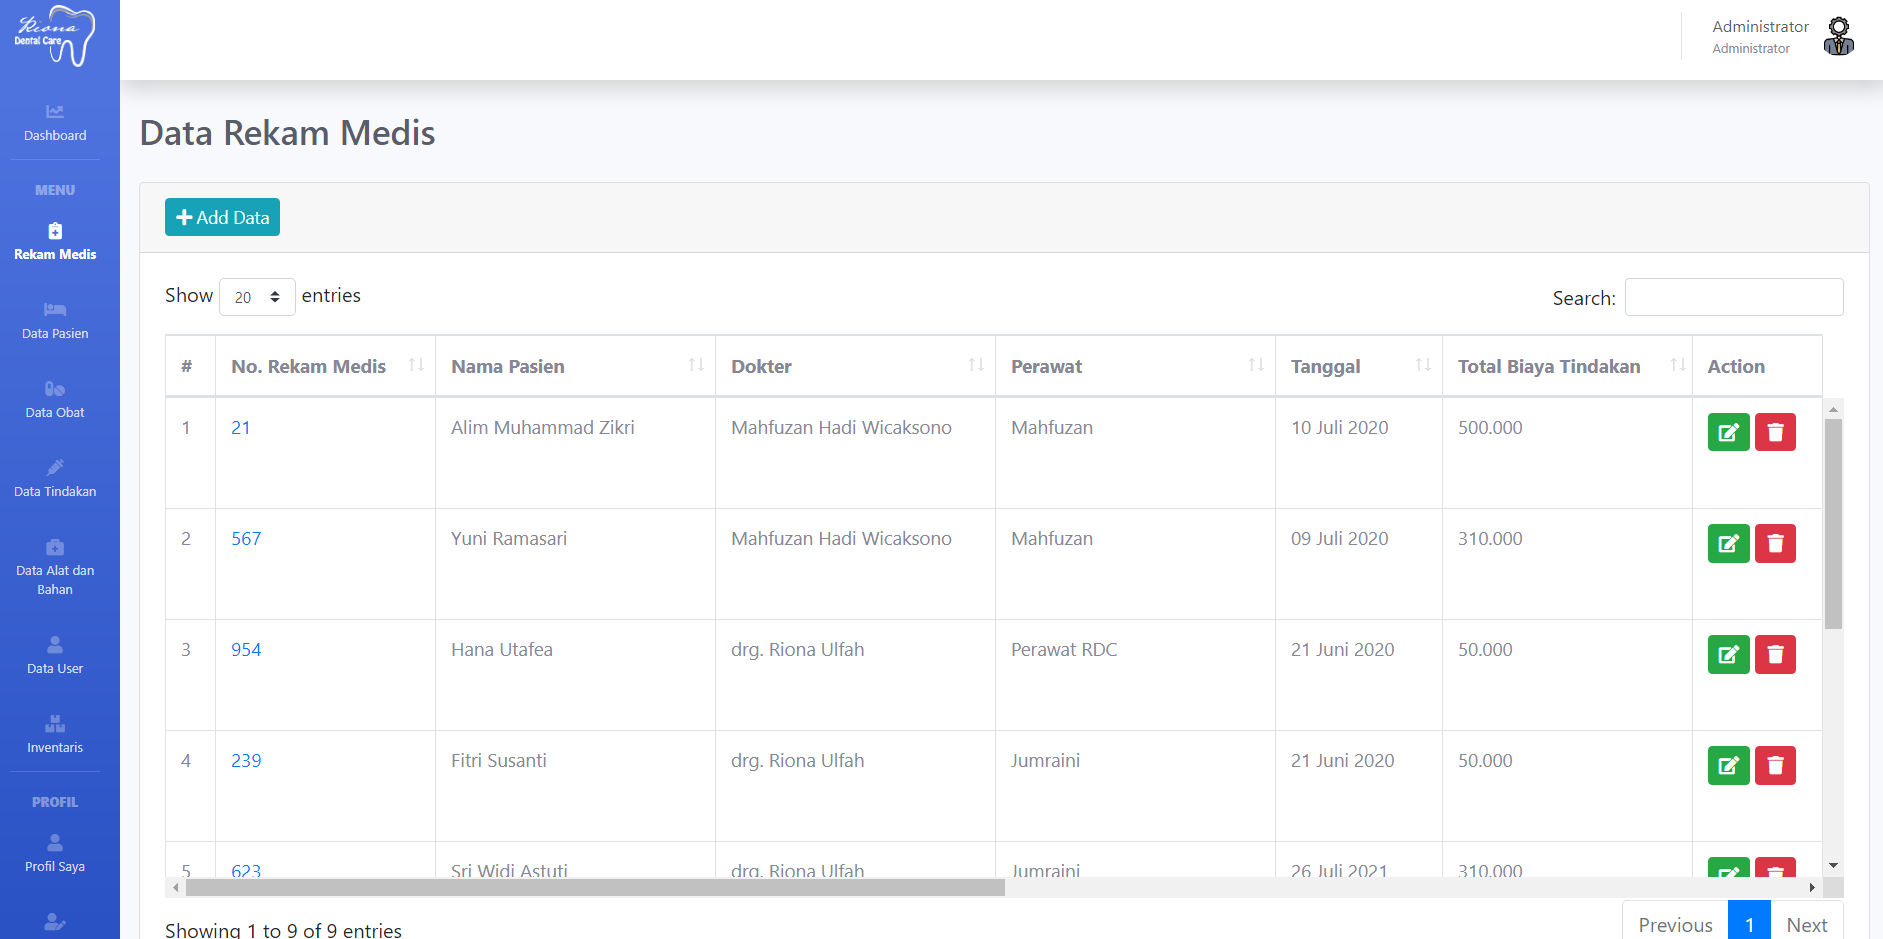 Riona
Dental Care
Administrator
Administrator
Dashboard
MENU
Rekam Medis
Data Pasien
Data Obat
Data Tindakan
Data Alat dan
Bahan
Data User
Inventaris
PROFIL
Profil Saya
Data Rekam Medis
Add Data
Show 20 entries
Search:
# No. Rekam Medis Nama Pasien Dokter Perawat Tanggal Total Biaya Tindakan Action
1 21 Alim Muhammad Zikri Mahfuzan Hadi Wicaksono Mahfuzan 10 Juli 2020 500.000
2 567 Yuni Ramasari Mahfuzan Hadi Wicaksono Mahfuzan 09 Juli 2020 310.000
3 954 Hana Utafea drg. Riona Ulfah Perawat RDC 21 Juni 2020 50.000
4 239 Fitri Susanti drg. Riona Ulfah Jumraini 21 Juni 2020 50.000
5 623 Sri Widi Astuti drg. Riona Ulfah Jumraini 26 Juli 2021 310.000
Showing 1 to 9 of 9 entries
Previous 1 Next